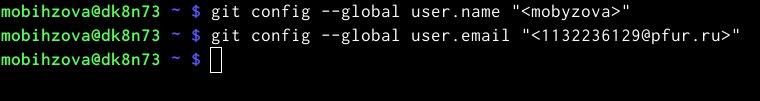 mobihzova@dk8n73 ~ $ git config --global user.name "<mobyzova>"
mobihzova@dk8n73 ~ $ git config --global user.email "<1132236129@pfur.ru>"
mobihzova@dk8n73 ~ $